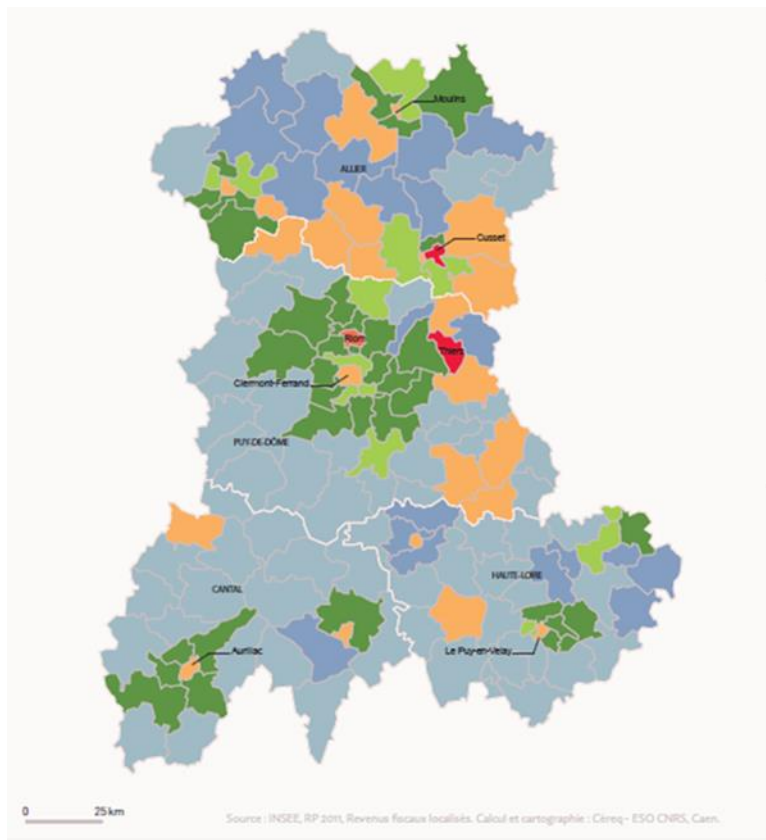 Moulins
ALLIER
Cusset
Riom
Thiers
Clermont-Ferrand
PUY-DE-DÔME
CANTAL
HAUTE-LOIRE
Aurillac
Le Puy-en-Velay
0 25 km
Source : INSEE, RP 2011, Revenus fiscaux localisés. Calcul et cartographie : Céreq - ESO CNRS, Caen.